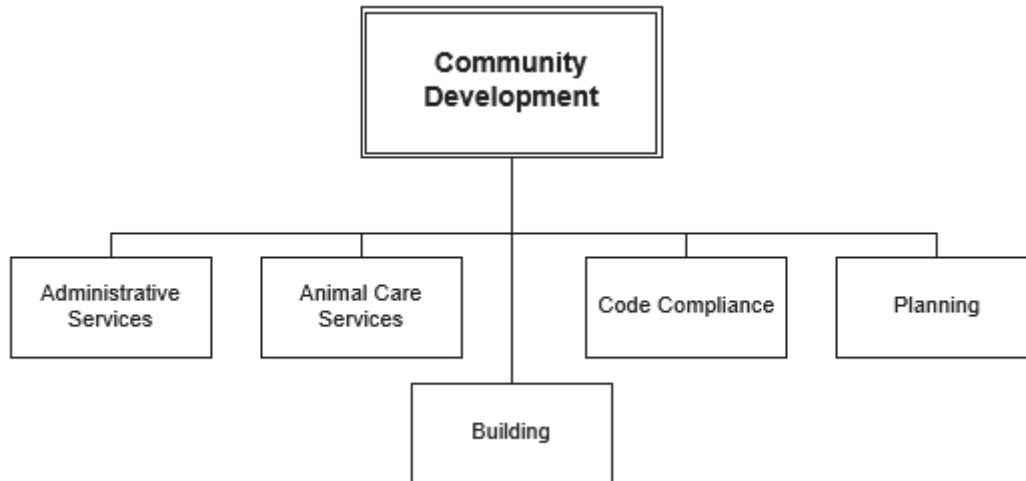 Community
Development
Administrative
Services
Animal Care
Services
Code Compliance
Planning
Building